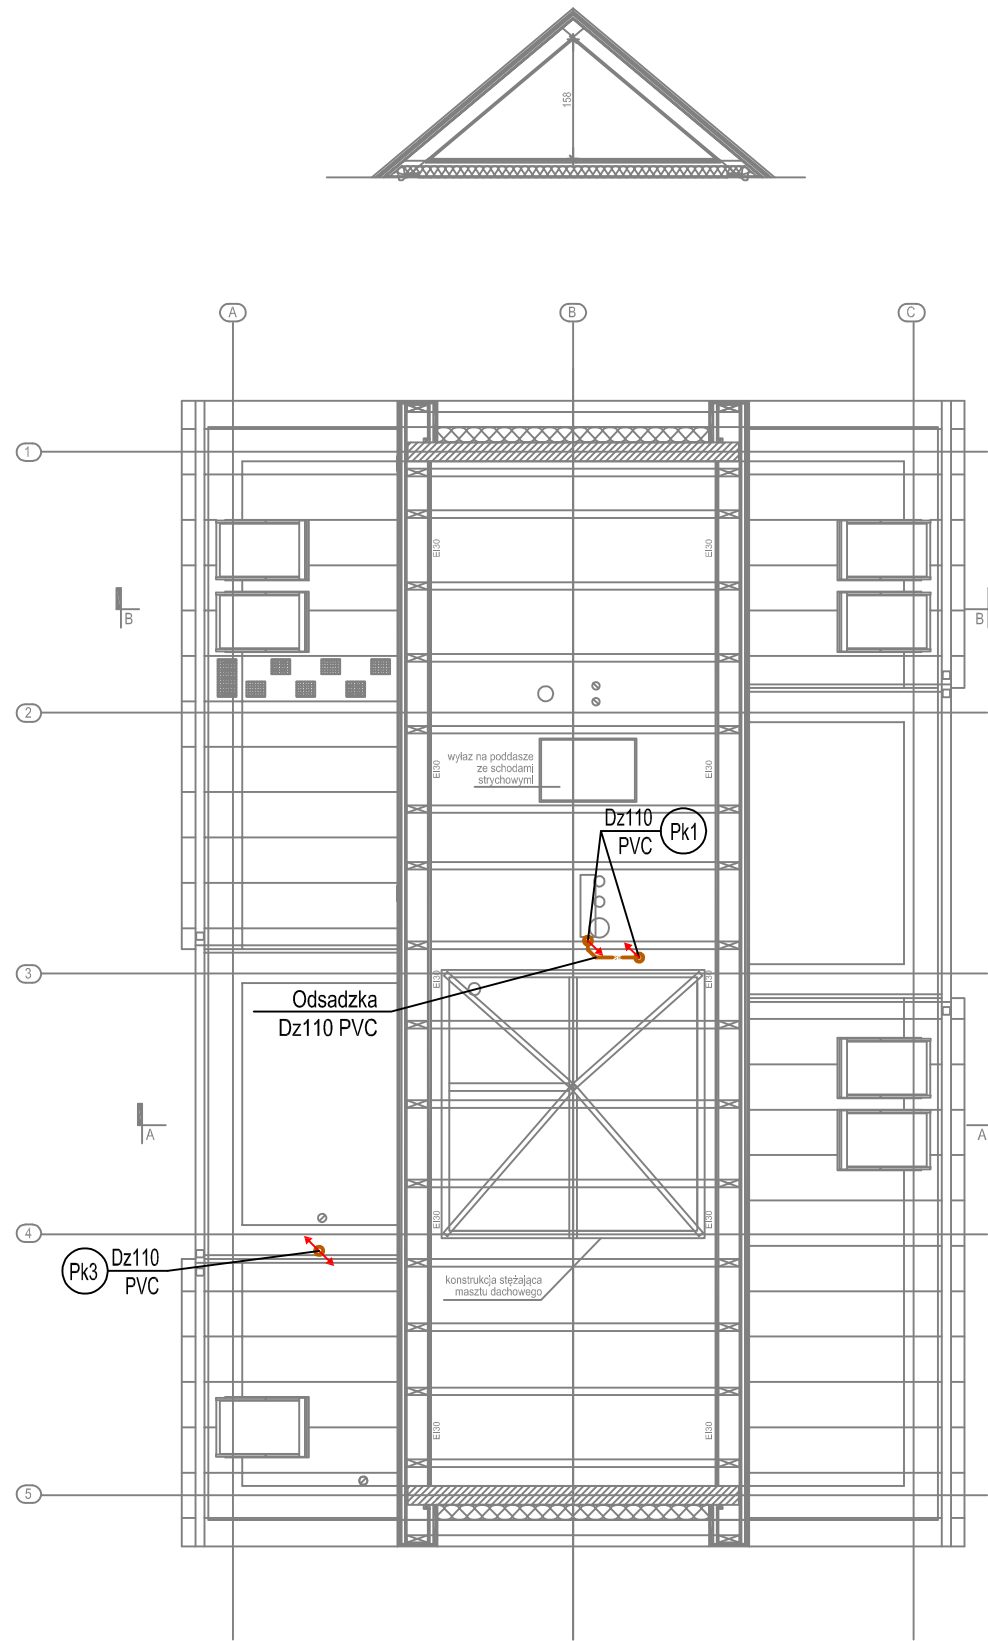 158
A
B
C
1
EI30
EI30
B
B
2
wyłaz na poddasze
ze schodami
strychowymi
EI30
EI30
Dz110
PVC
Pk1
3
EI30
EI30
Odsadzka
Dz110 PVC
A
A
4
EI30
EI30
Pk3
Dz110
PVC
konstrukcja stężająca
masztu dachowego
EI30
EI30
5